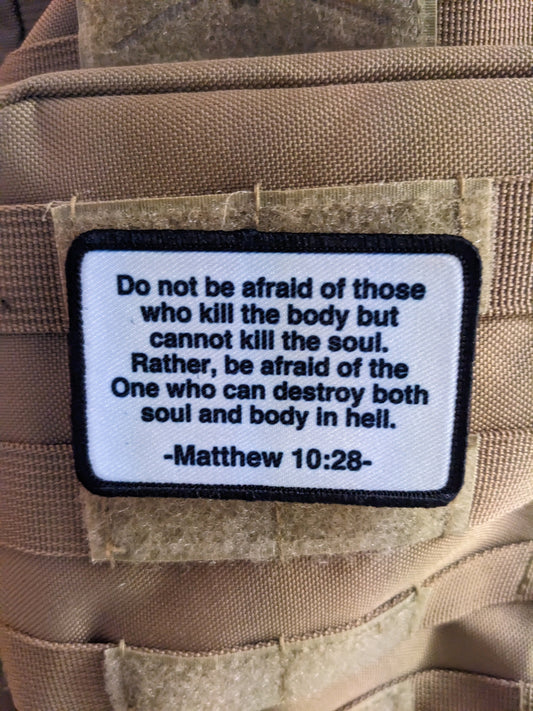 Do not be afraid of those
who kill the body but
cannot kill the soul.
Rather, be afraid of the
One who can destroy both
soul and body in hell.
-Matthew 10:28-